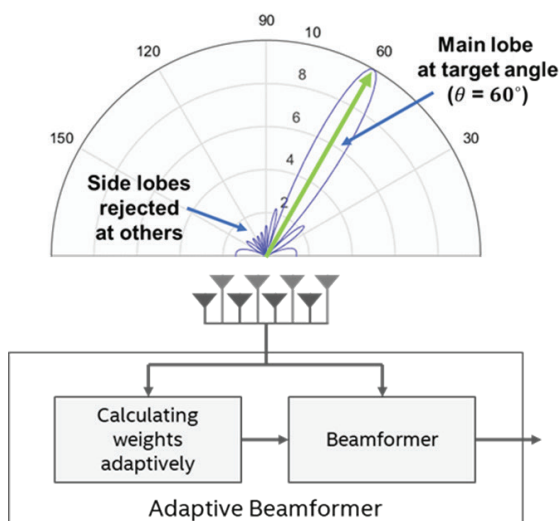 90
10
120
60
Main lobe
at target angle
(θ = 60°)
8
6
150
30
4
Side lobes
rejected
at others
2
Calculating
weights
adaptively
Beamformer
Adaptive Beamformer